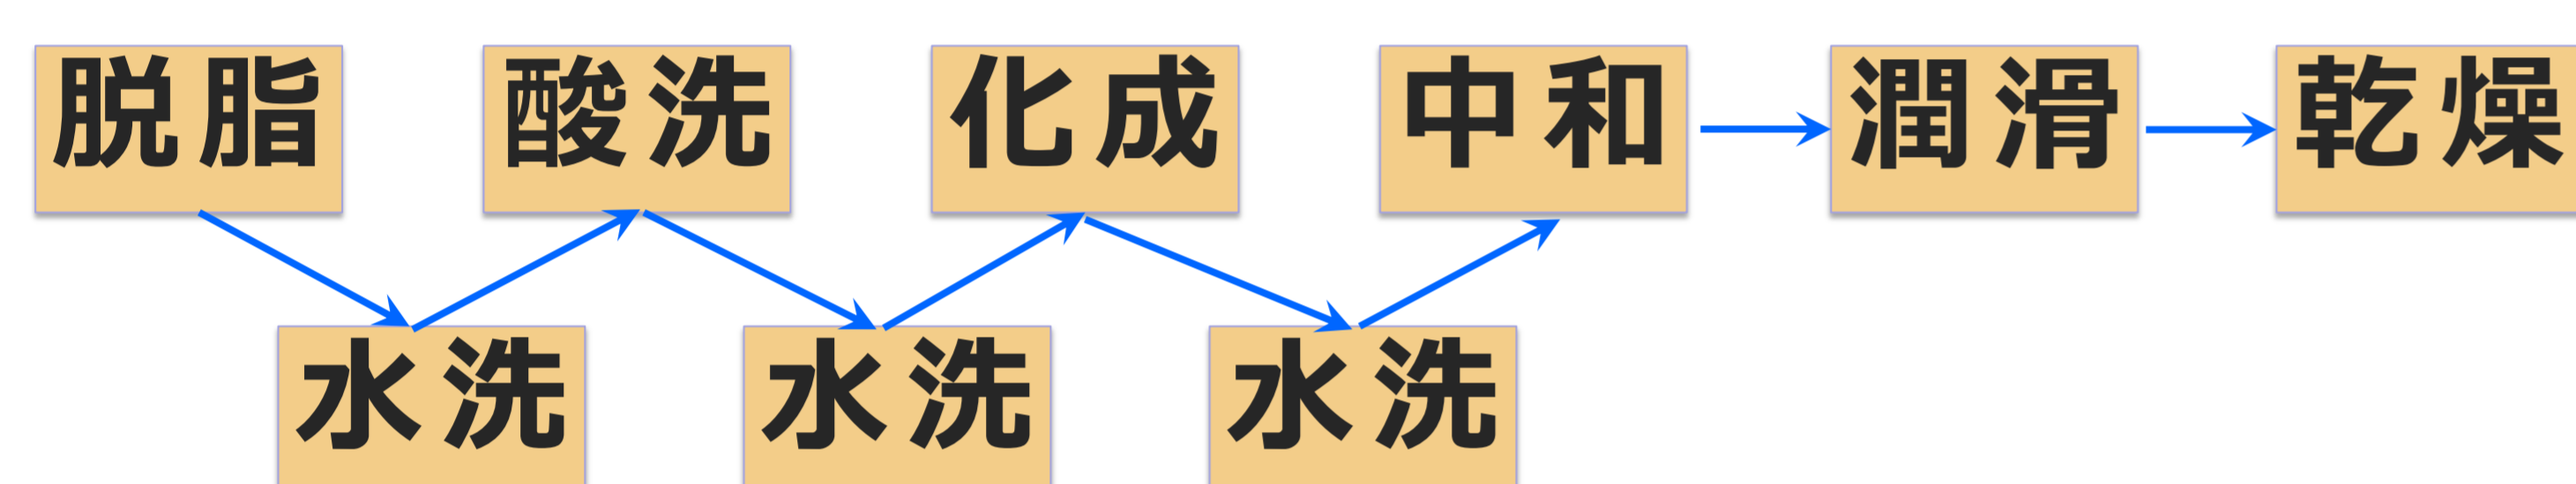 脱脂 酸洗 化成 中和 潤滑 乾燥
水洗 水洗 水洗